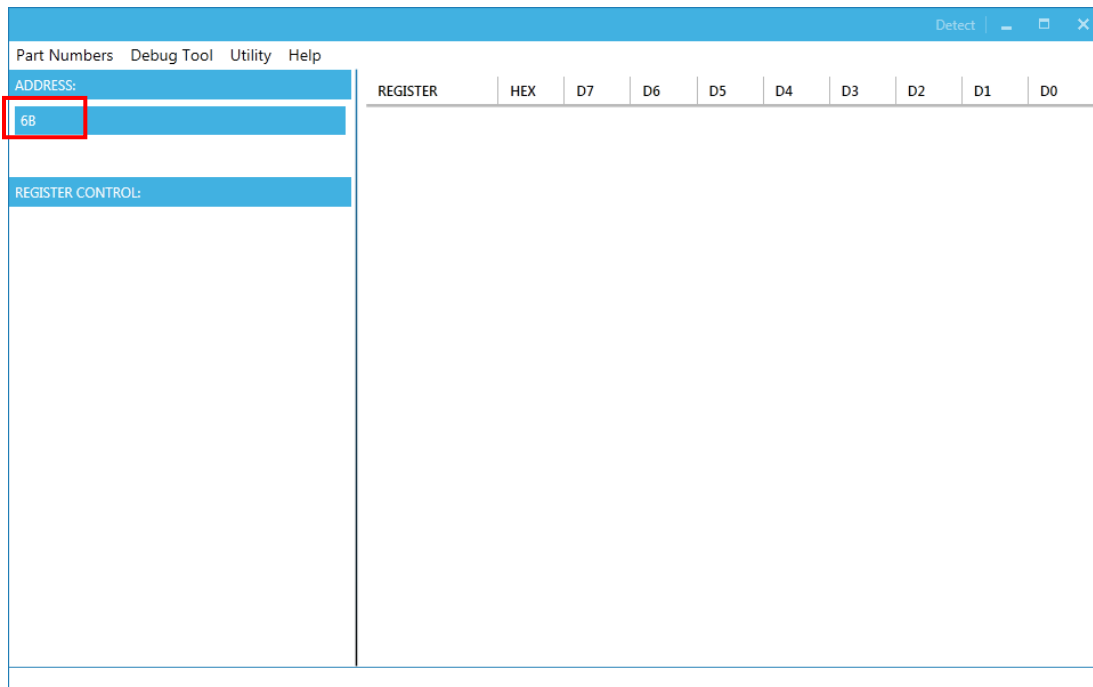 Detect
Part Numbers Debug Tool Utility Help
ADDRESS:
6B
REGISTER CONTROL:
REGISTER HEX D7 D6 D5 D4 D3 D2 D1 D0